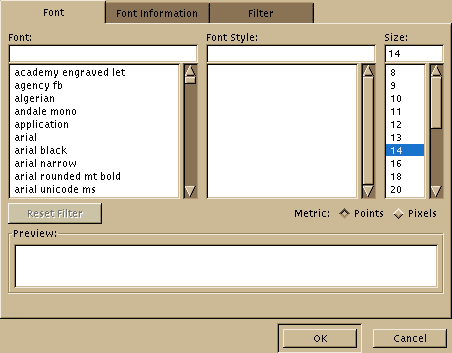 Font Font Information Filter
Font: Font Style: Size:
14
academy engraved let 8
agency fb 9
algerian 10
andale mono 11
application 12
arial 13
arial black 14
arial narrow 16
arial rounded mt bold 18
arial unicode ms 20
Reset Filter Metric: Points Pixels
Preview:
OK Cancel